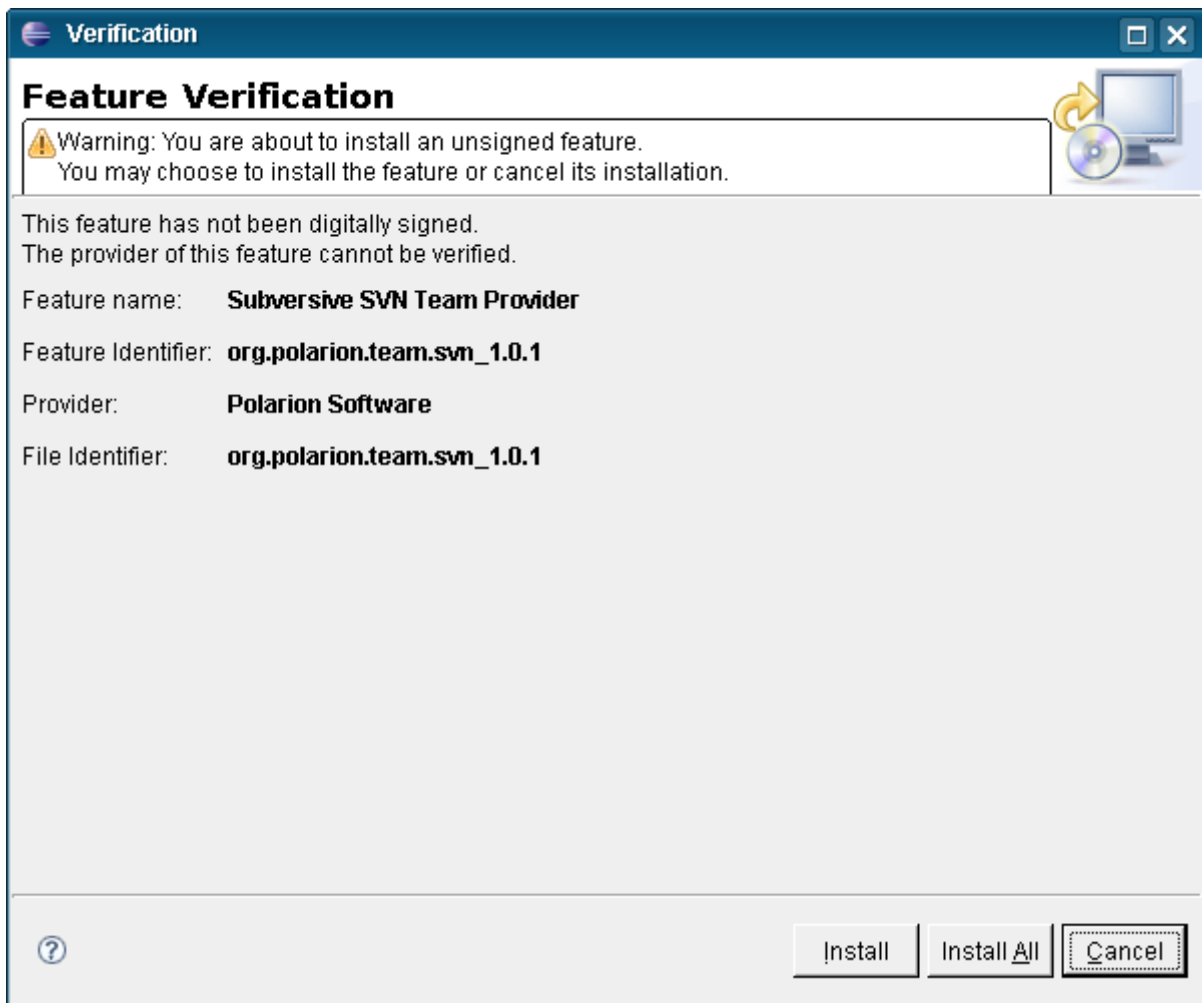 Verification
Feature Verification
Warning: You are about to install an unsigned feature.
You may choose to install the feature or cancel its installation.
This feature has not been digitally signed.
The provider of this feature cannot be verified.
Feature name: Subversive SVN Team Provider
Feature Identifier: org.polarion.team.svn_1.0.1
Provider: Polarion Software
File Identifier: org.polarion.team.svn_1.0.1
Install Install All Cancel